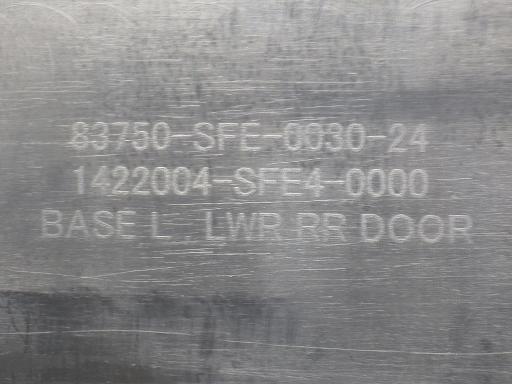 83750-SFE-0030-24
1422004-SFE4-0000
BASE L LWR RR DOOR